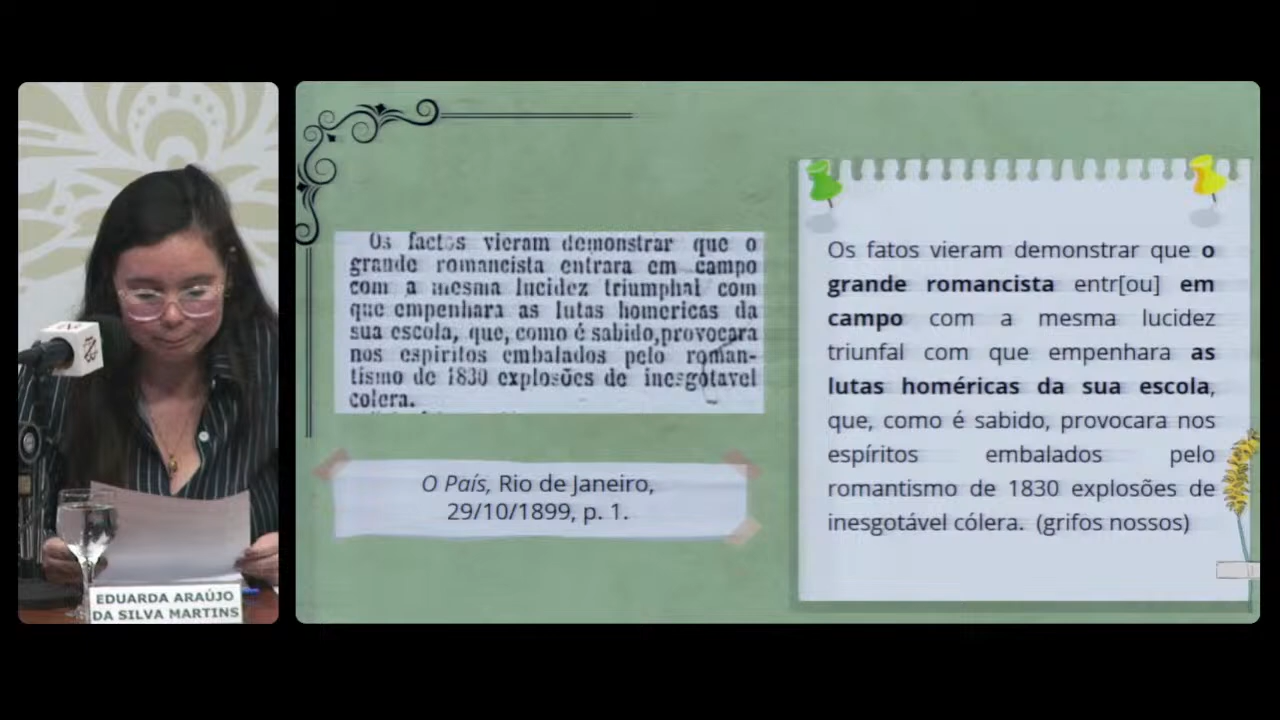 EDUARDA ARAÚJO
DA SILVA MARTINS
Os factos vieram demonstrar que o
grande romancista entrara em campo
com a mesma lucidez triumphal com
que empenhara as lutas homericas da
sua escola, que, como é sabido,provocara
nos espiritos embalados pelo roman-
tismo de 1830 explosões de inesgotavel
colera.
O País, Rio de Janeiro,
29/10/1899, p. 1.
Os fatos vieram demonstrar que o
grande romancista entr[ou] em
campo com a mesma lucidez
triunfal com que empenhara as
lutas homéricas da sua escola,
que, como é sabido, provocara nos
espíritos embalados pelo
romantismo de 1830 explosões de
inesgotável cólera. (grifos nossos)